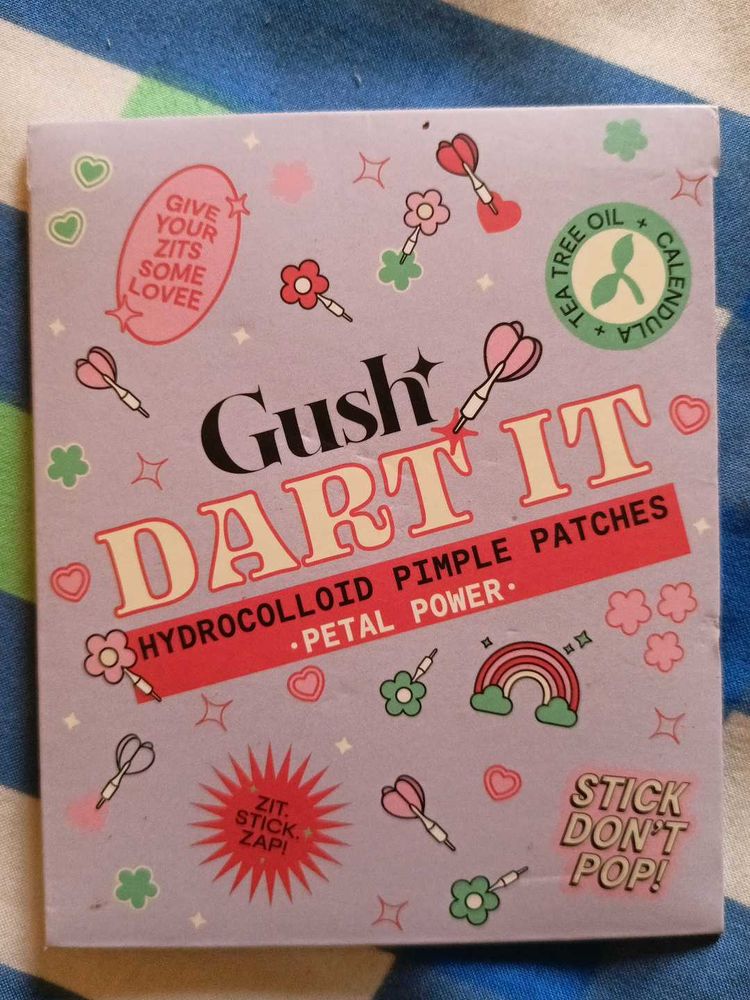 GIVE
YOUR
ZITS
SOME
LOVEE
TEA TREE OIL + CALENDULA +
Gush
DART IT
HYDROCOLLOID PIMPLE PATCHES
·PETAL POWER·
ZIT.
STICK.
ZAP!
STICK
DON'T
POP!